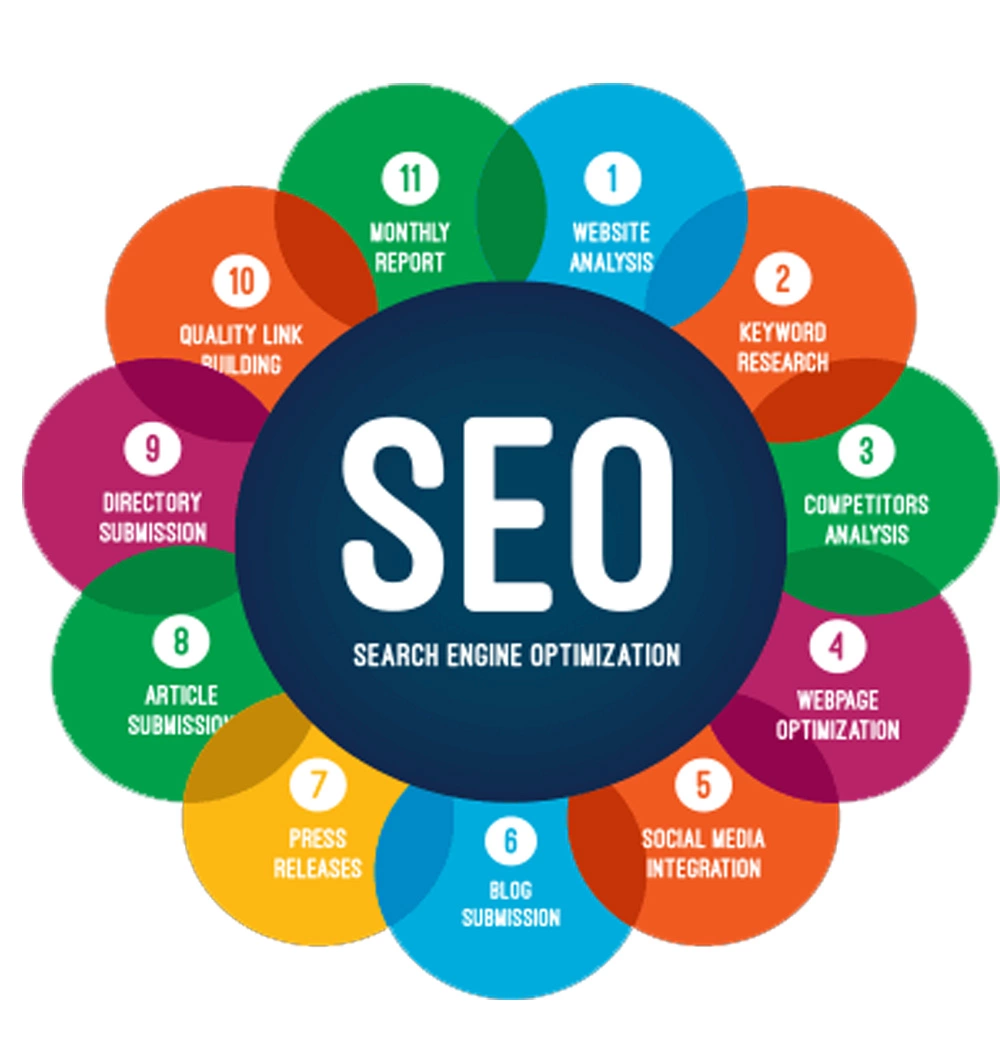 SEO
SEARCH ENGINE OPTIMIZATION
1
WEBSITE
ANALYSIS
2
KEYWORD
RESEARCH
3
COMPETITORS
ANALYSIS
4
WEBPAGE
OPTIMIZATION
5
SOCIAL MEDIA
INTEGRATION
6
BLOG
SUBMISSION
7
PRESS
RELEASES
8
ARTICLE
SUBMISSION
9
DIRECTORY
SUBMISSION
10
QUALITY LINK
BUILDING
11
MONTHLY
REPORT